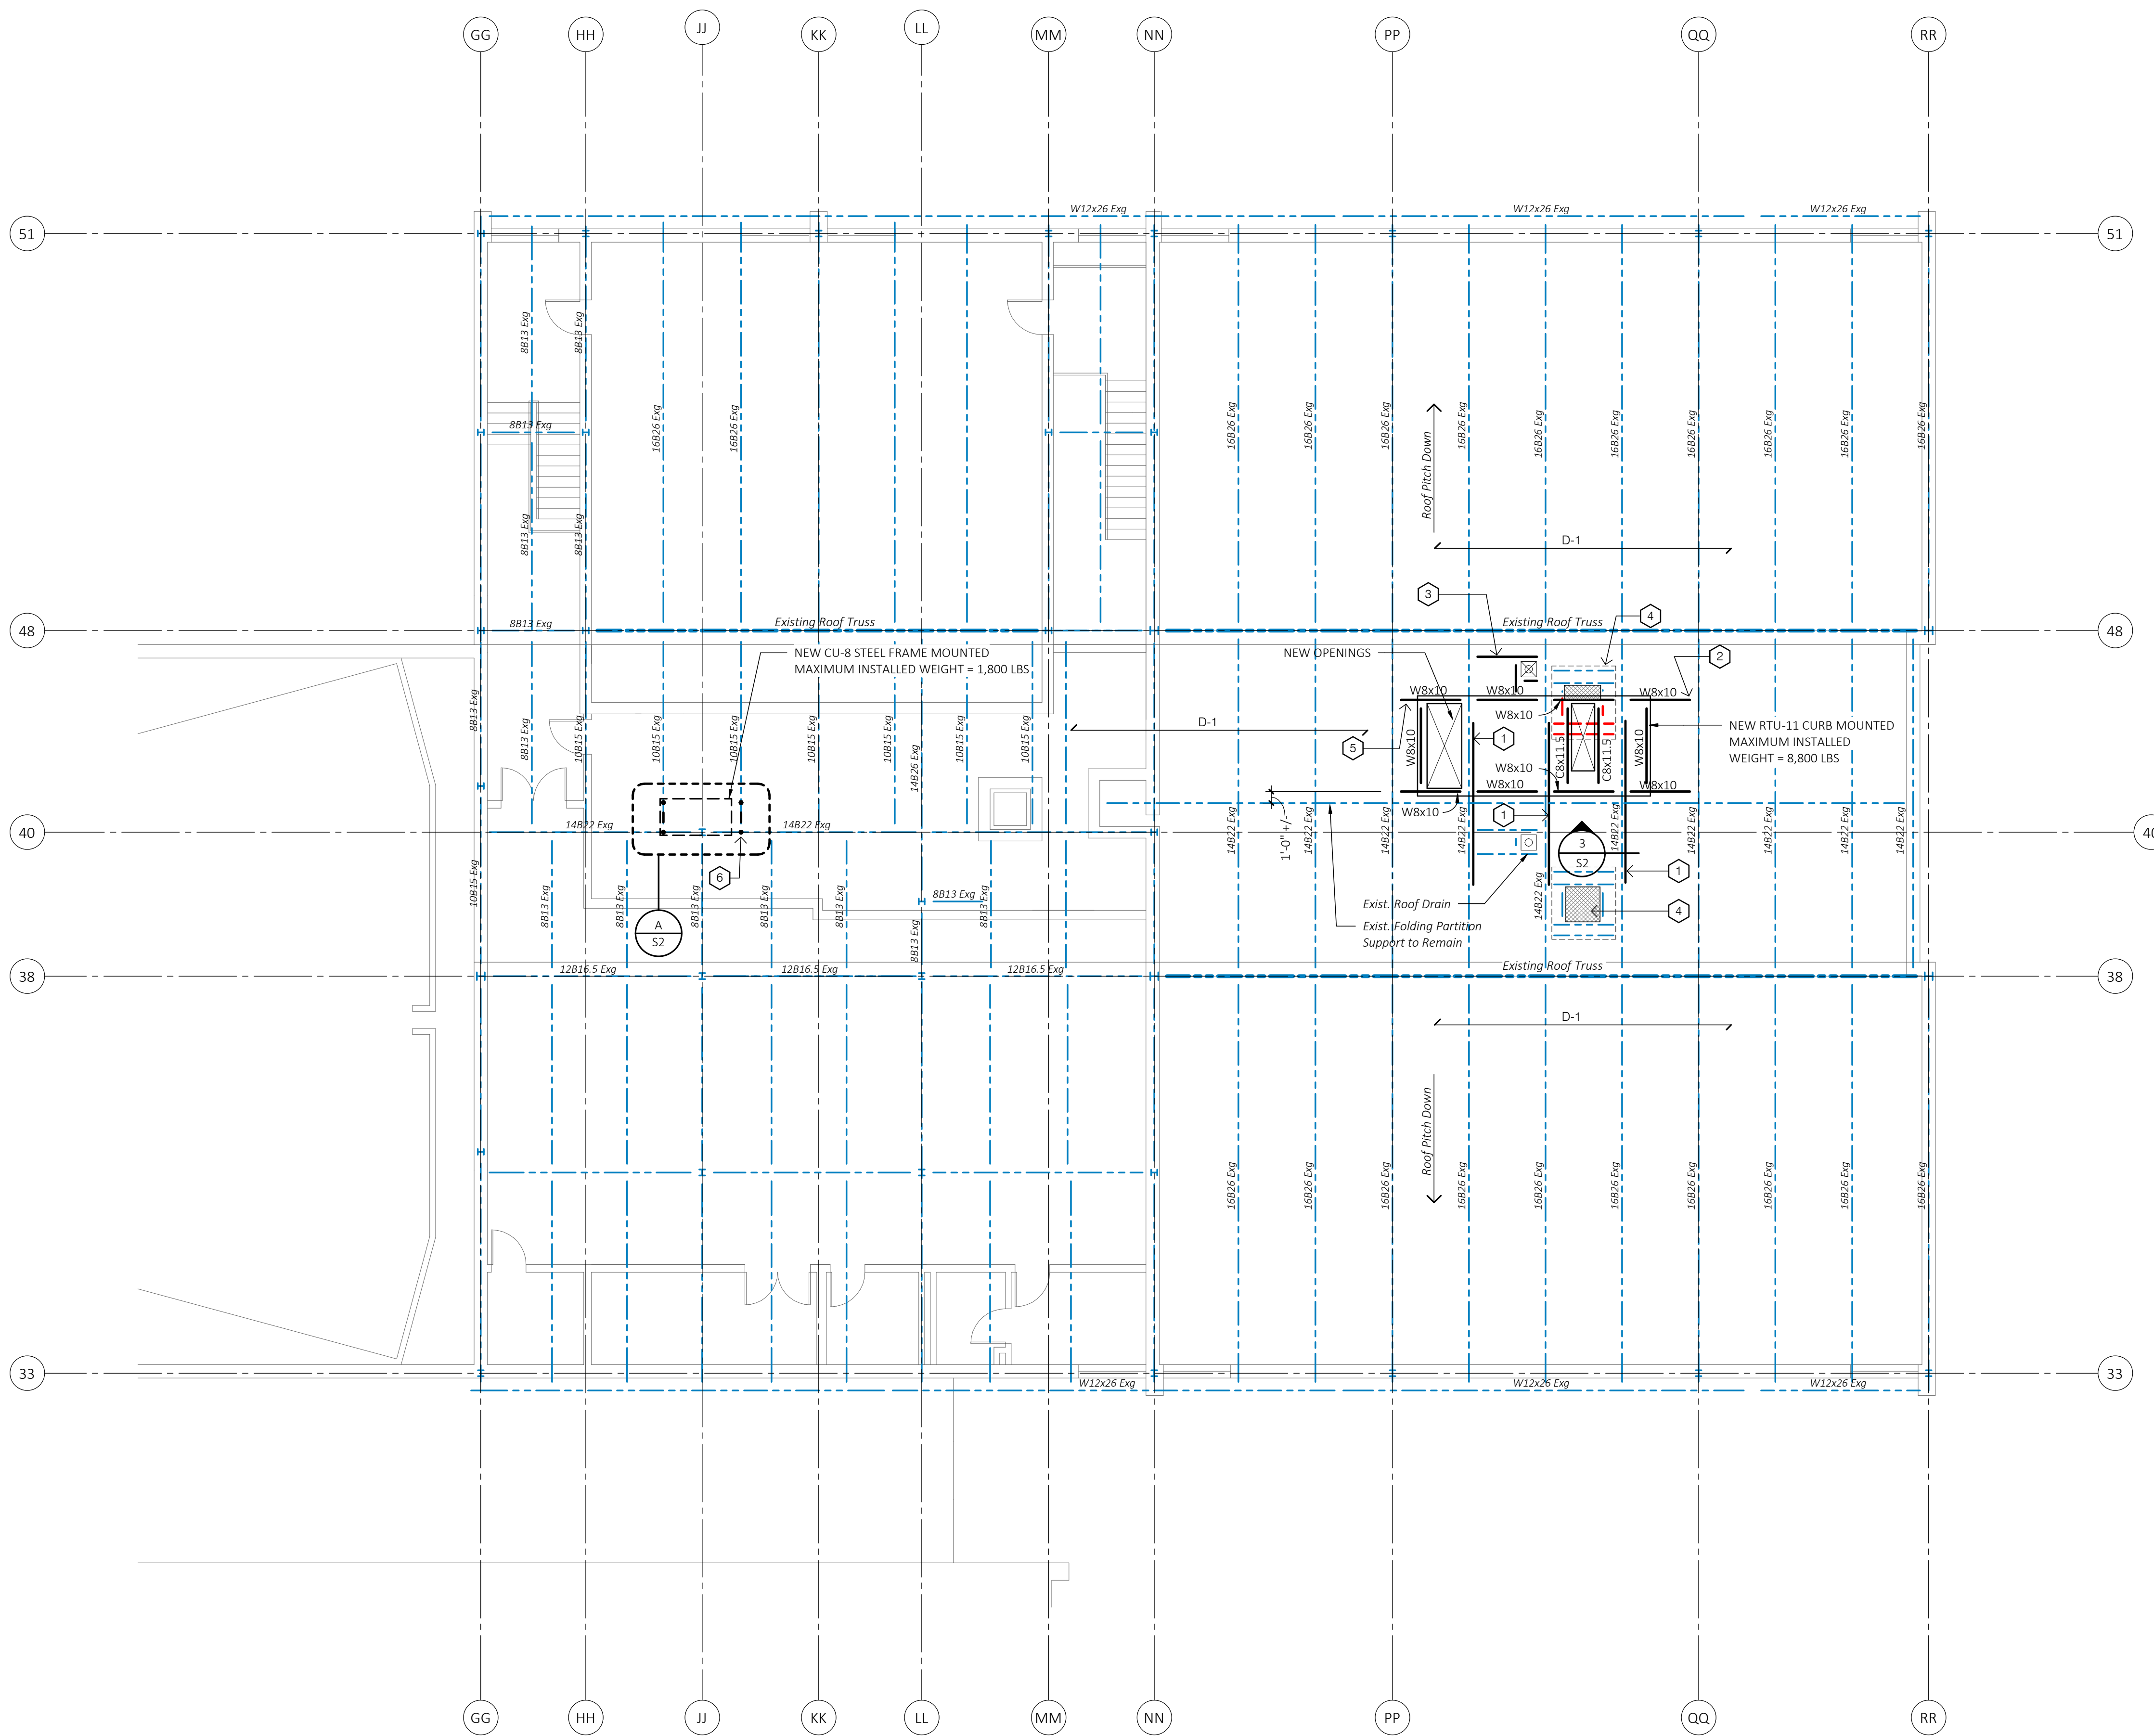 GG
HH
JJ
KK
LL
MM
NN
PP
QQ
RR
W12x26 Exg
W12x26 Exg
W12x26 Exg
51
51
8B13 Exg
8B13 Exg
16B26 Exg
16B26 Exg
16B26 Exg
16B26 Exg
16B26 Exg
16B26 Exg
16B26 Exg
16B26 Exg
16B26 Exg
16B26 Exg
16B26 Exg
16B26 Exg
8B13 Exg
Roof Pitch Down
8B13 Exg
8B13 Exg
D-1
3
4
48
8B13 Exg
Existing Roof Truss
Existing Roof Truss
48
NEW CU-8 STEEL FRAME MOUNTED
MAXIMUM INSTALLED WEIGHT = 1,800 LBS
NEW OPENINGS
2
W8x10
W8x10
W8x10
8B13 Exg
8B13 Exg
10B15 Exg
10B15 Exg
10B15 Exg
10B15 Exg
10B15 Exg
14B26 Exg
10B15 Exg
10B15 Exg
D-1
W8x10
NEW RTU-11 CURB MOUNTED
MAXIMUM INSTALLED
WEIGHT = 8,800 LBS
5
W8x10
1
C8x11.5
C8x11.5
W8x10
W8x10
W8x10
W8x10
W8x10
1
1'-0" +/-
14B22 Exg
14B22 Exg
40
40
14B22 Exg
14B22 Exg
14B22 Exg
14B22 Exg
14B22 Exg
14B22 Exg
14B22 Exg
14B22 Exg
14B22 Exg
14B22 Exg
3
S2
1
6
10B15 Exg
8B13 Exg
8B13 Exg
8B13 Exg
8B13 Exg
8B13 Exg
8B13 Exg
8B13 Exg
8B13 Exg
Exist. Roof Drain
4
A
S2
Exist. Folding Partition
Support to Remain
38
12B16.5 Exg
12B16.5 Exg
12B16.5 Exg
Existing Roof Truss
38
D-1
Roof Pitch Down
16B26 Exg
16B26 Exg
16B26 Exg
16B26 Exg
16B26 Exg
16B26 Exg
16B26 Exg
16B26 Exg
16B26 Exg
16B26 Exg
33
33
W12x26 Exg
W12x26 Exg
W12x26 Exg
GG
HH
JJ
KK
LL
MM
NN
PP
QQ
RR